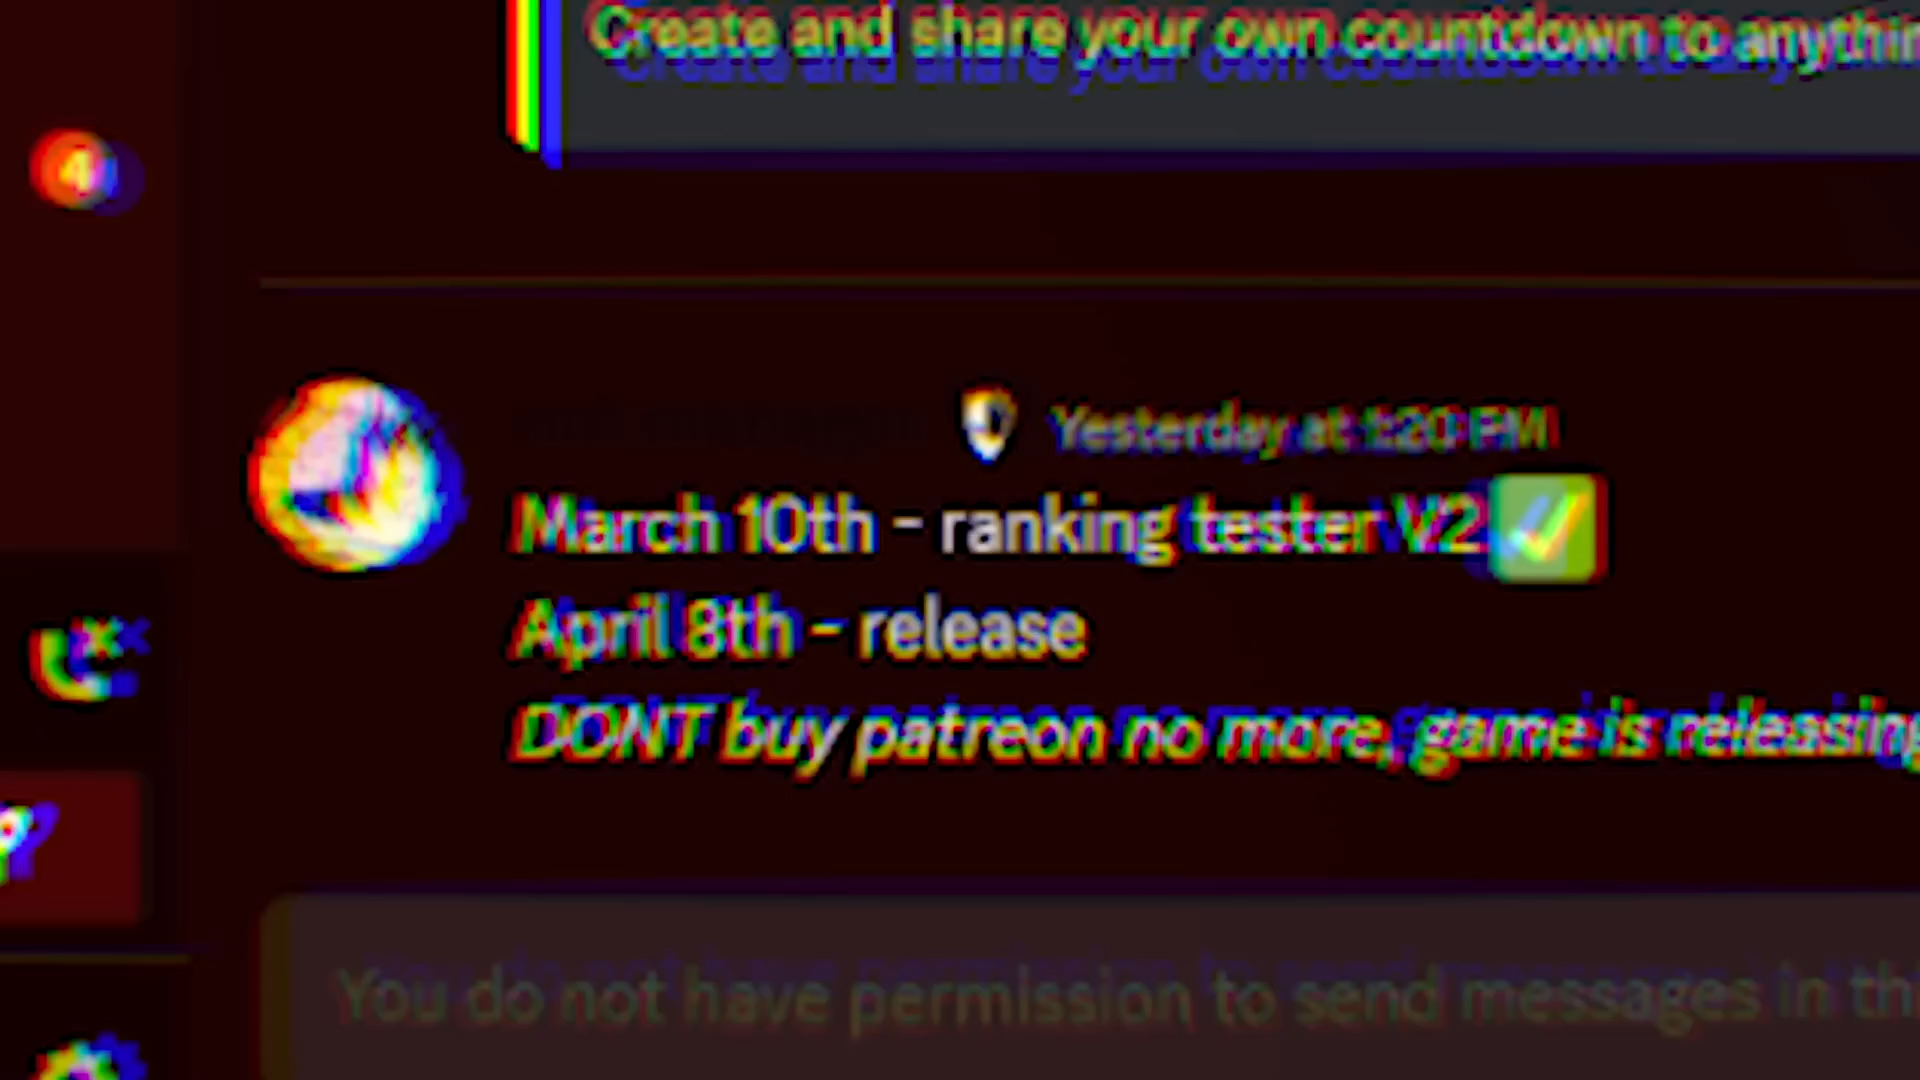 Create and share your own countdown to anythin
4
Yesterday at 1:20 PM
March 10th - ranking tester V2
April 8th - release
DONT buy patreon no more, game is releasing
You do not have permission to send messages in thi